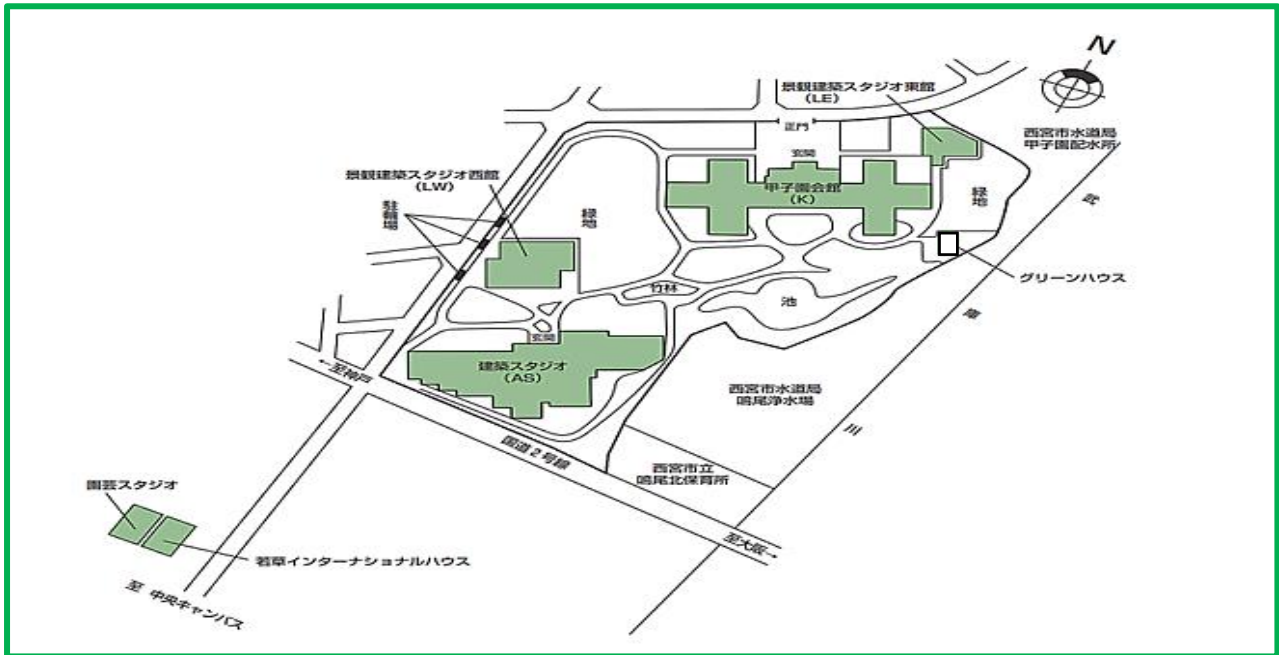 N
景観建築スタジオ東館
(LE)
正門
西宮市水道局
甲子園配水所
玄関
景観建築スタジオ西館
(LW)
甲子園会館
(K)
緑地
武
駐輪場
緑地
グリーンハウス
竹林
池
庫
玄関
建築スタジオ
(AS)
←至神戸
西宮市水道局
鳴尾浄水場
川
国道2号線
西宮市立
鳴尾北保育所
園芸スタジオ
至大阪→
若草インターナショナルハウス
至 中央キャンパス